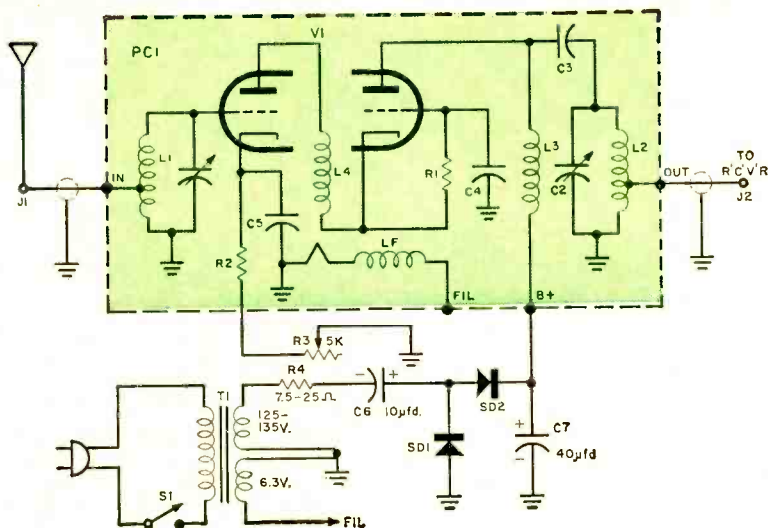 PC1
V1
C3
L1
L4
R1
C4
L3
C2
L2
IN
OUT
TO
R'C'V'R
J1
J2
C5
LF
R2
FIL
B+
R3 5K
R4
7.5-25Ω
- +
C6
10µfd.
SD2
SD1
+
C7
40µfd
-
T1
125-
135V.
6.3V.
S1
FIL